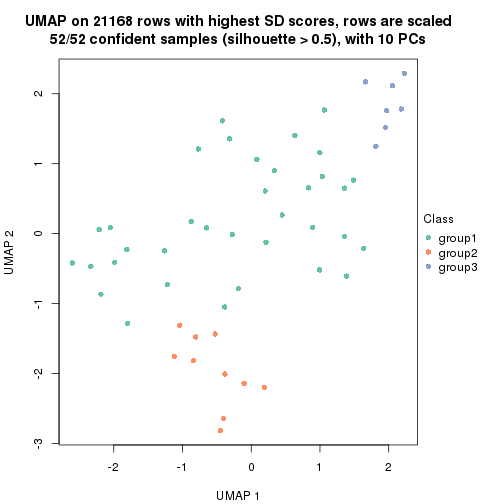 UMAP on 21168 rows with highest SD scores, rows are scaled
52/52 confident samples (silhouette > 0.5), with 10 PCs
2
1
0
-1
-2
-3
UMAP 2
-2
-1
0
1
2
UMAP 1
Class
group1
group2
group3